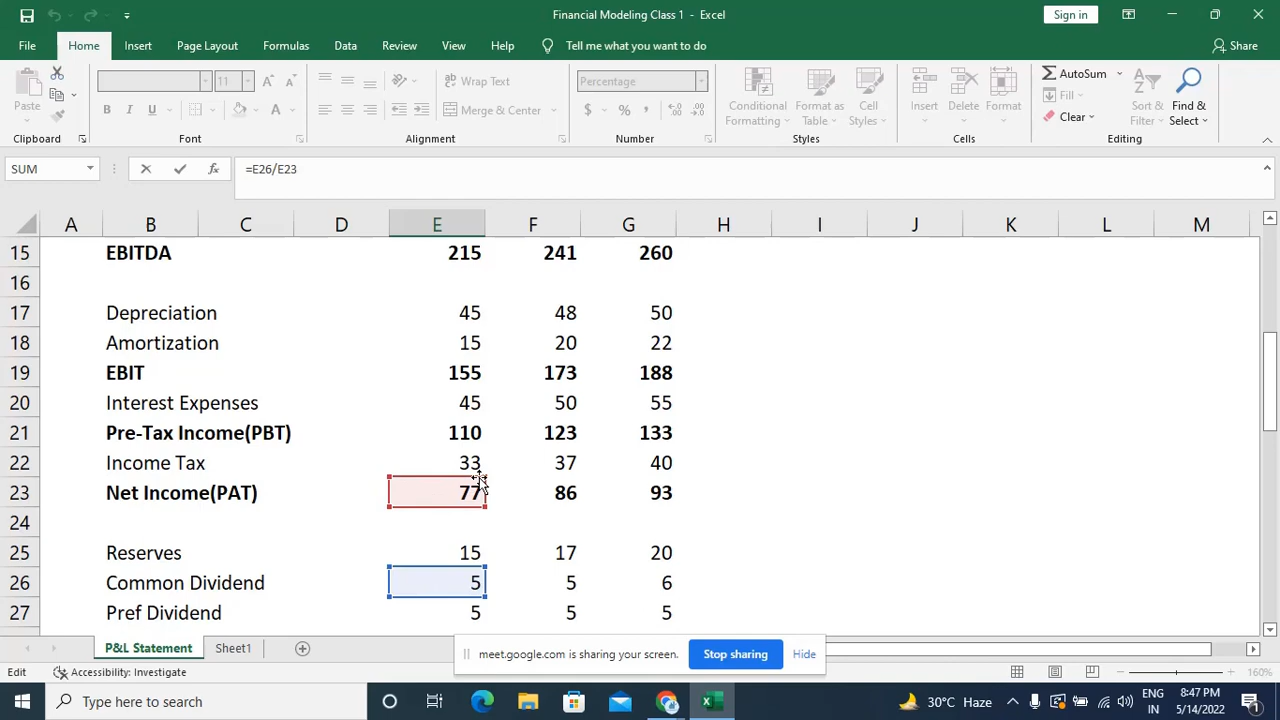 Financial Modeling Class 1 - Excel
Sign in
File Home Insert Page Layout Formulas Data Review View Help Tell me what you want to do Share
Paste
Clipboard
11
B I U
Font
Wrap Text
Merge & Center
Alignment
Percentage
$ % ,
Number
Conditional Formatting
Format as Table
Cell Styles
Styles
Insert Delete Format
Cells
AutoSum
Fill
Clear
Sort & Filter
Find & Select
Editing
SUM fx =E26/E23
A B C D E F G H I J K L M
15 EBITDA 215 241 260
16
17 Depreciation 45 48 50
18 Amortization 15 20 22
19 EBIT 155 173 188
20 Interest Expenses 45 50 55
21 Pre-Tax Income(PBT) 110 123 133
22 Income Tax 33 37 40
23 Net Income(PAT) 77 86 93
24
25 Reserves 15 17 20
26 Common Dividend 5 5 6
27 Pref Dividend 5 5 5
P&L Statement Sheet1
meet.google.com is sharing your screen. Stop sharing Hide
Edit Accessibility: Investigate 160%
Type here to search
30°C Haze
ENG
IN
8:47 PM
5/14/2022
1